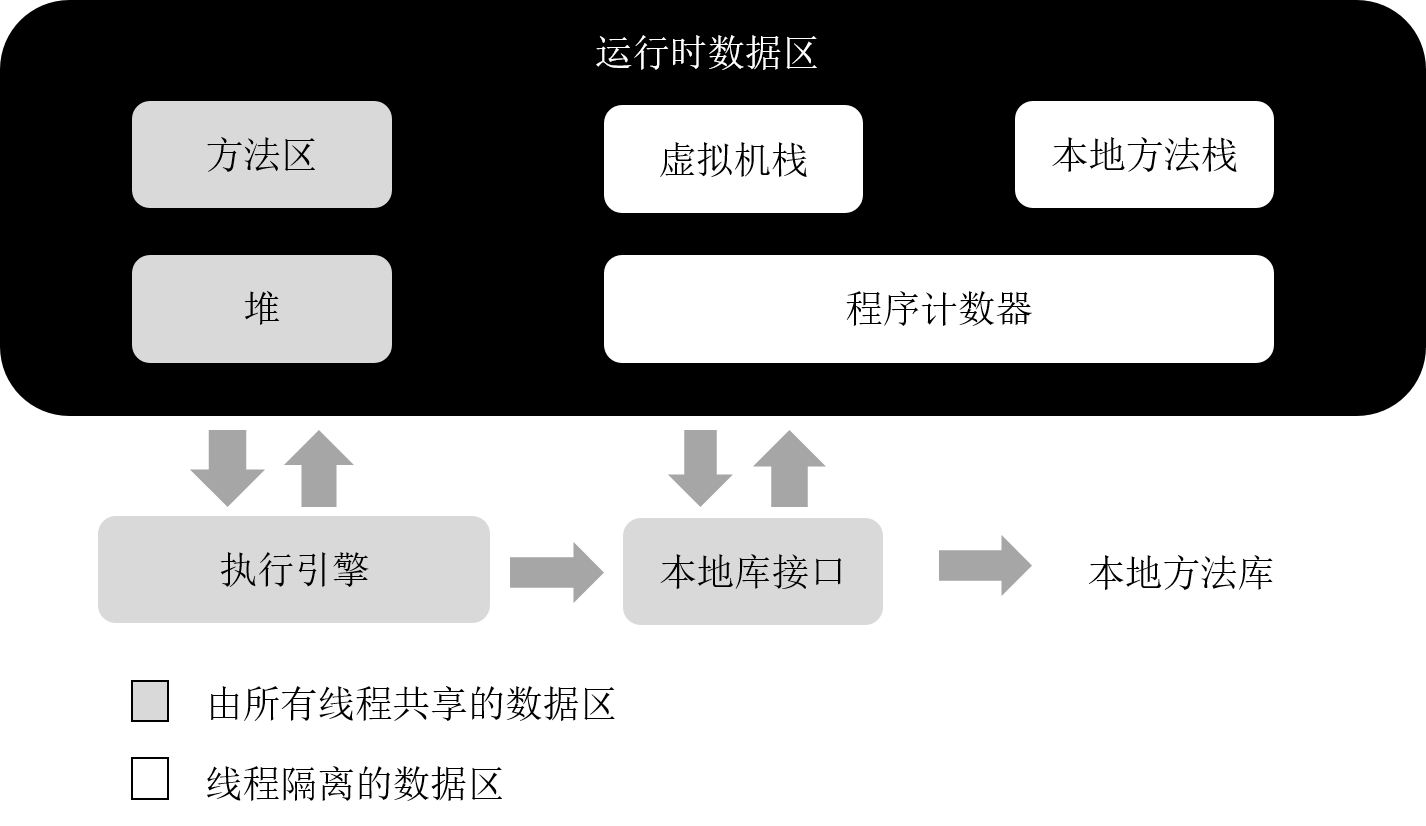 运行时数据区
方法区
虚拟机栈
本地方法栈
堆
程序计数器
执行引擎
本地库接口
本地方法库
由所有线程共享的数据区
线程隔离的数据区